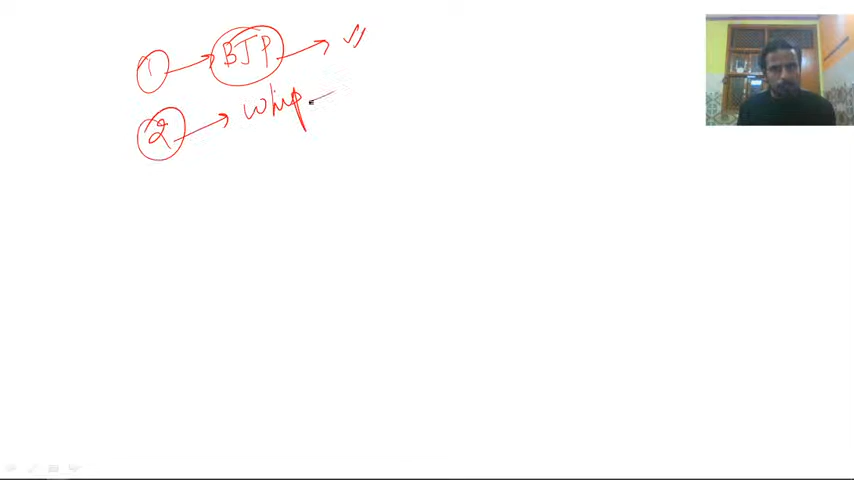 1 → BJP →
2 → whip